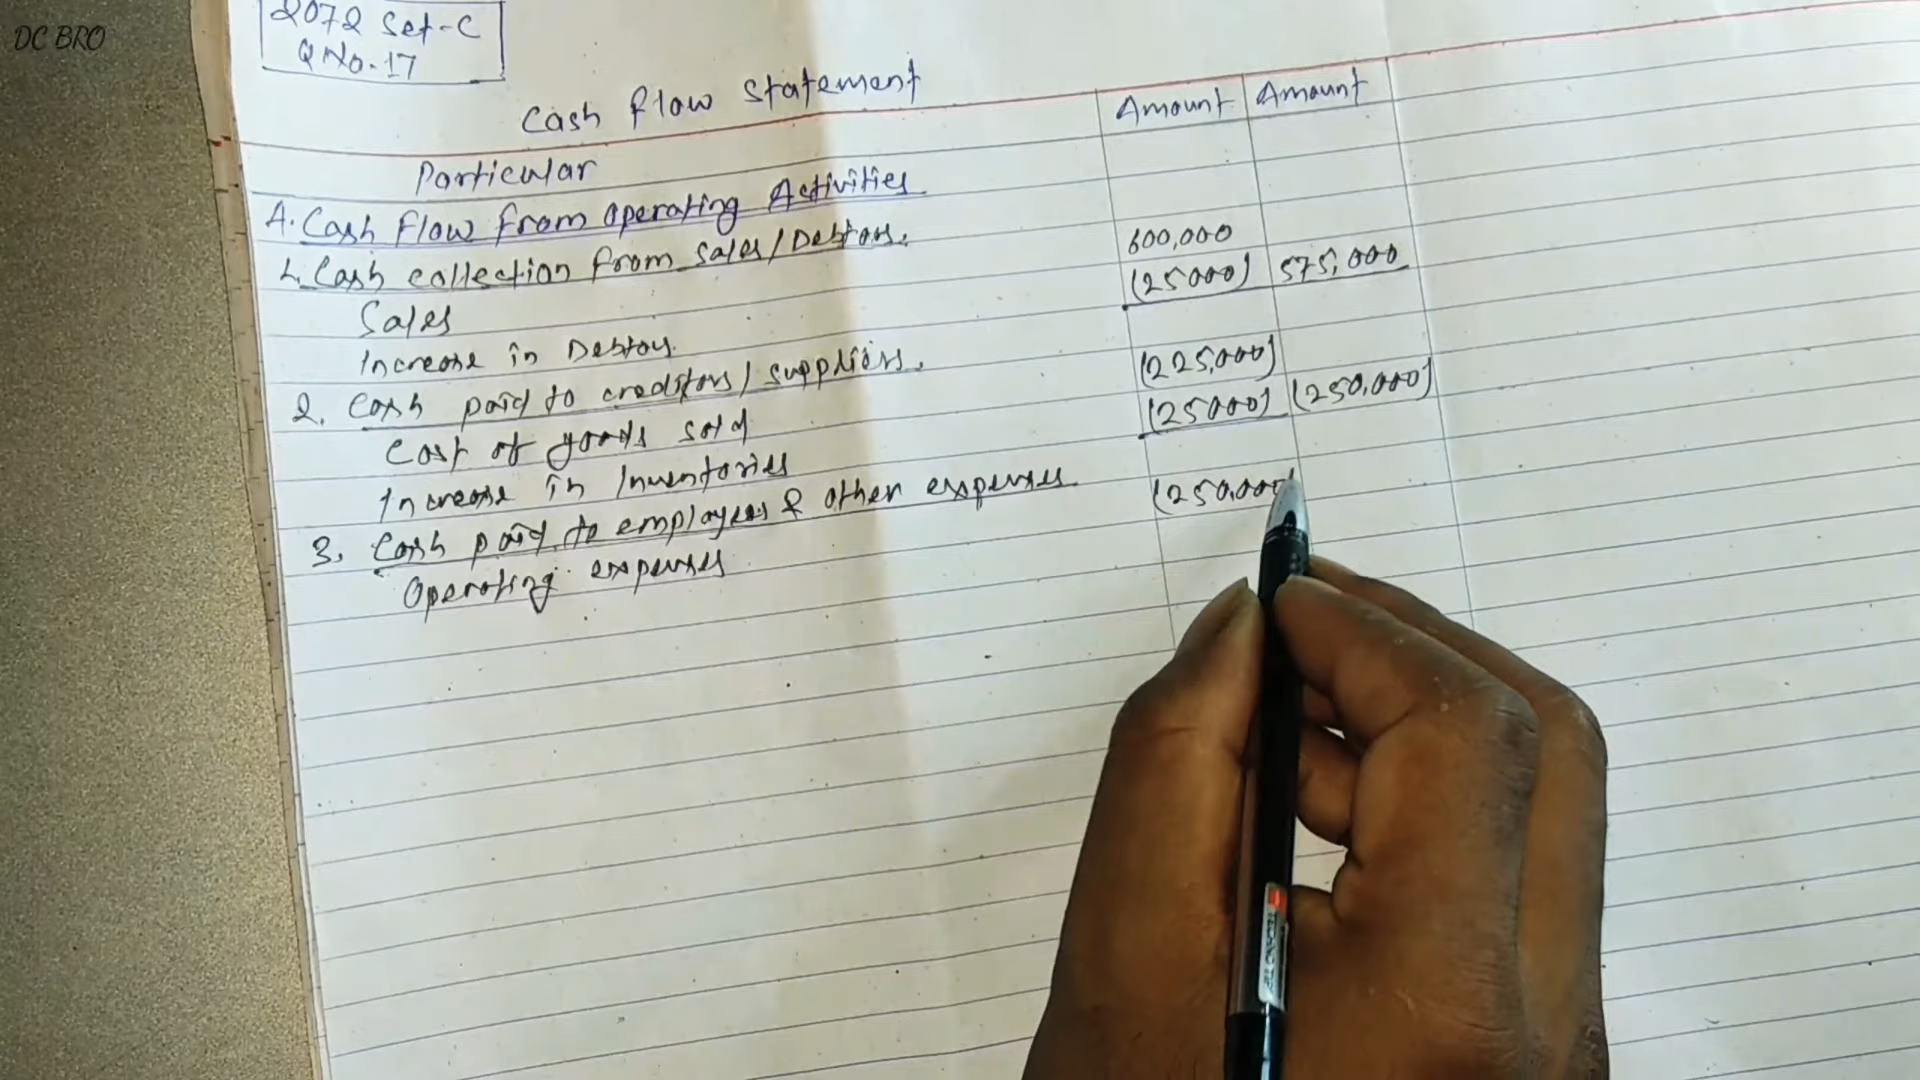 DC BRO
2072 Set-C
Q No.17
Cash flow statement
Particular
Amount
Amount
A. Cash flow from operating Activities
1. Cash collection from sales/Debtors.
Sales 600,000
Increase in Debtors. (25000) 575,000
2. Cash paid to creditors/suppliers.
Cost of goods sold (225,000)
Increase in Inventories (25000) (250,000)
3. Cash paid to employees & other expenses
Operating expenses (250,000
TECHNO TIP